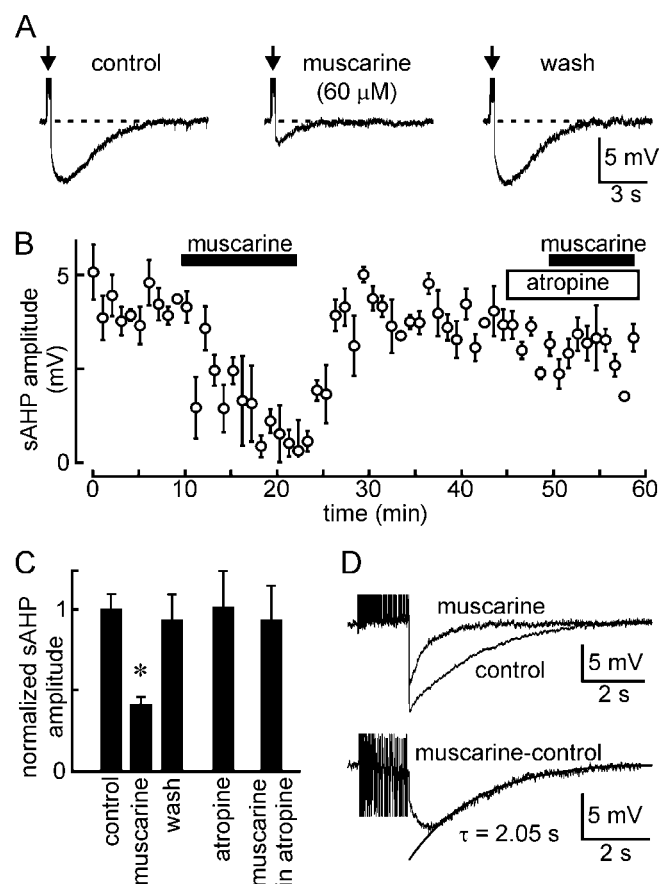 A
control
muscarine
(60 μM)
wash
5 mV
3 s
B
muscarine
muscarine
atropine
5
0
sAHP amplitude
(mV)
0
10
20
30
40
50
60
time (min)
C
normalized sAHP
amplitude
1
0
*
control
muscarine
wash
atropine
muscarine
in atropine
D
muscarine
control
5 mV
2 s
muscarine-control
τ = 2.05 s
5 mV
2 s